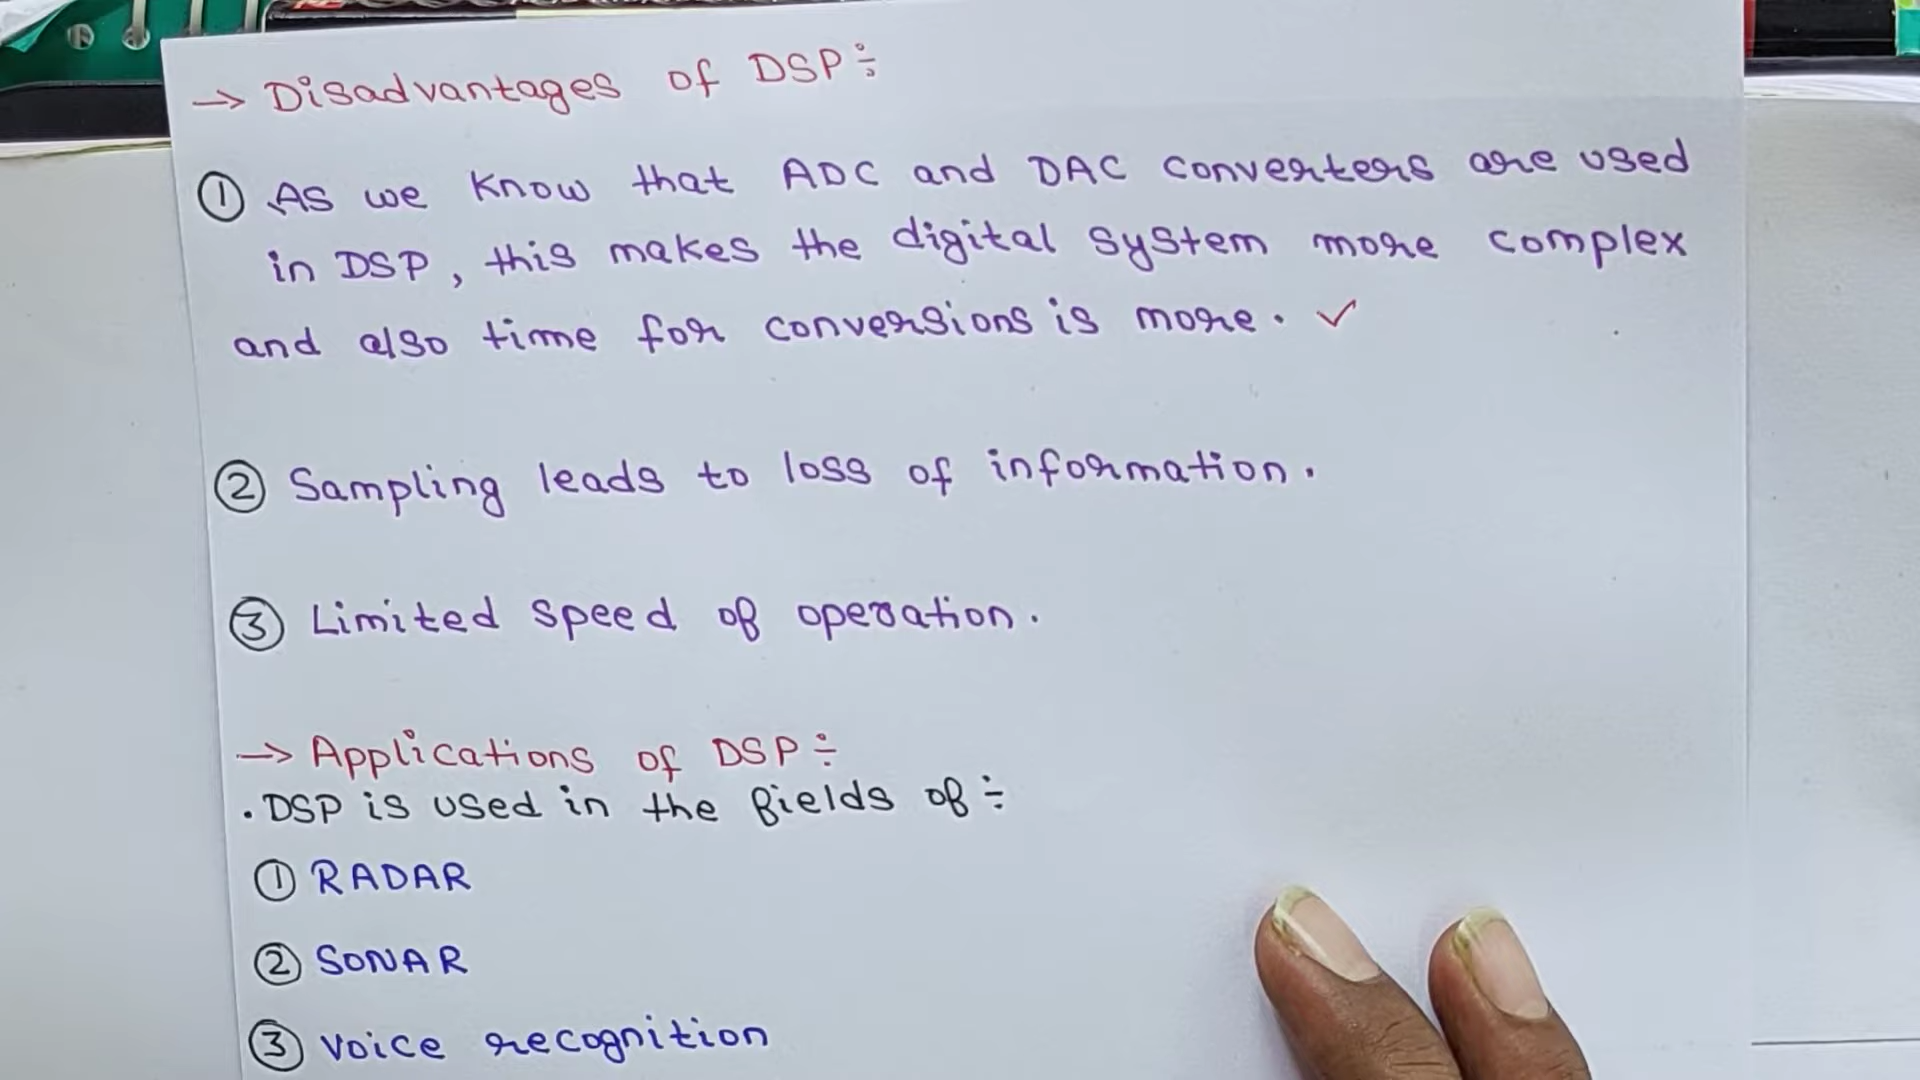 → Disadvantages of DSP÷
① As we know that ADC and DAC converters are used
in DSP, this makes the digital system more complex
and also time for conversions is more. ✓
② Sampling leads to loss of information.
③ Limited speed of operation.
→ Applications of DSP÷
. DSP is used in the fields of÷
① RADAR
② SONAR
③ Voice recognition